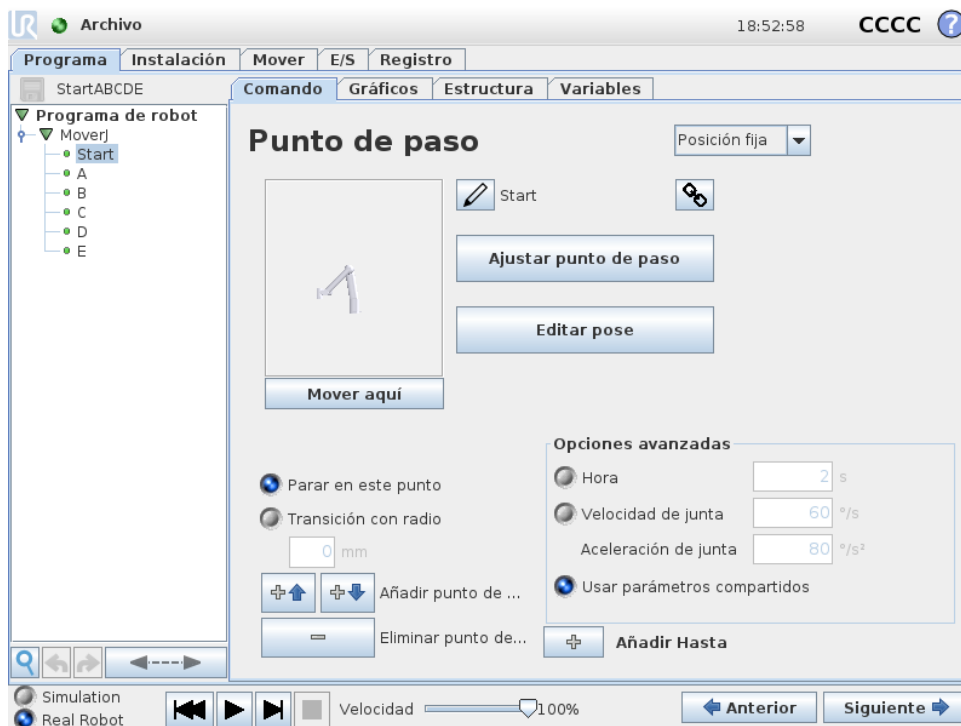 UR Archivo 18:52:58 CCCC ?
Programa Instalación Mover E/S Registro
StartABCDE Comando Gráficos Estructura Variables
Programa de robot
MoverJ
Start
A
B
C
D
E
Punto de paso Posición fija
Start
Ajustar punto de paso
Editar pose
Mover aquí
Parar en este punto
Transición con radio
0 mm
Añadir punto de ...
Eliminar punto de...
Opciones avanzadas
Hora 2 s
Velocidad de junta 60 °/s
Aceleración de junta 80 °/s²
Usar parámetros compartidos
Añadir Hasta
Simulation
Real Robot
Velocidad 100%
Anterior Siguiente